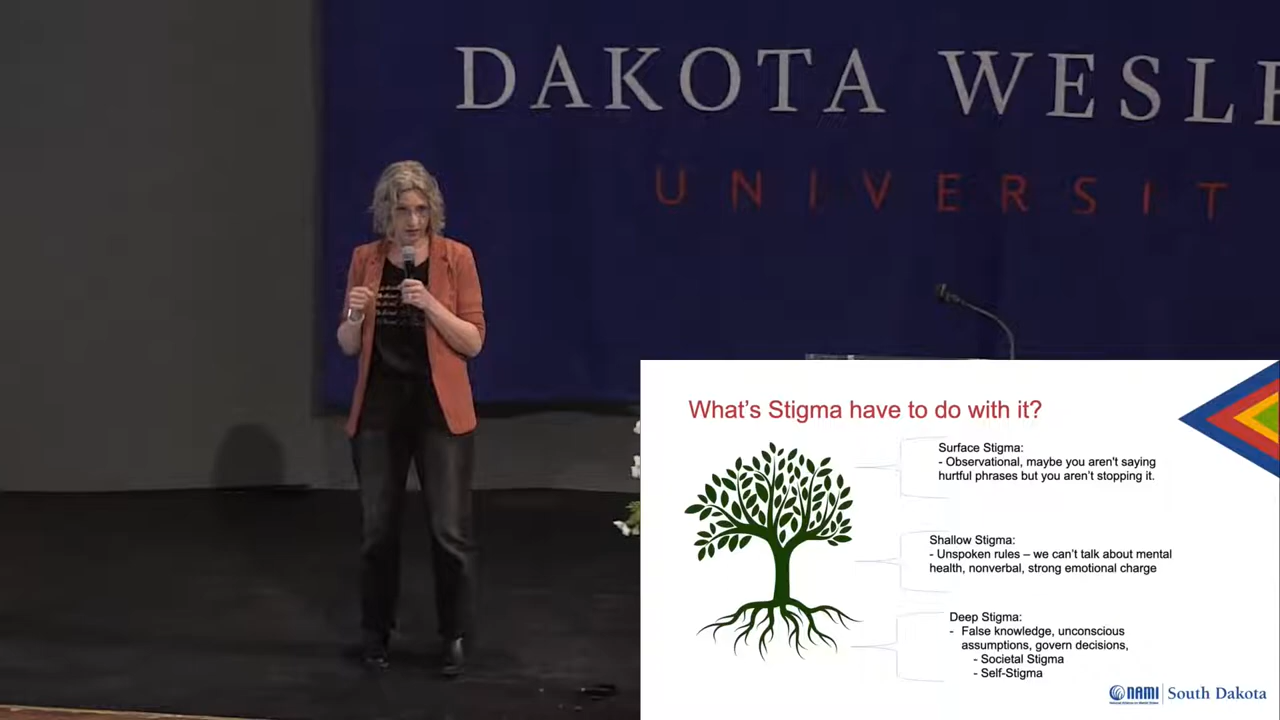 DAKOTA WESLE
UNIVERSIT
What's Stigma have to do with it?
Surface Stigma:
- Observational, maybe you aren't saying
hurtful phrases but you aren't stopping it.
Shallow Stigma:
- Unspoken rules – we can't talk about mental
health, nonverbal, strong emotional charge
Deep Stigma:
- False knowledge, unconscious
assumptions, govern decisions,
- Societal Stigma
- Self-Stigma
NAMI South Dakota